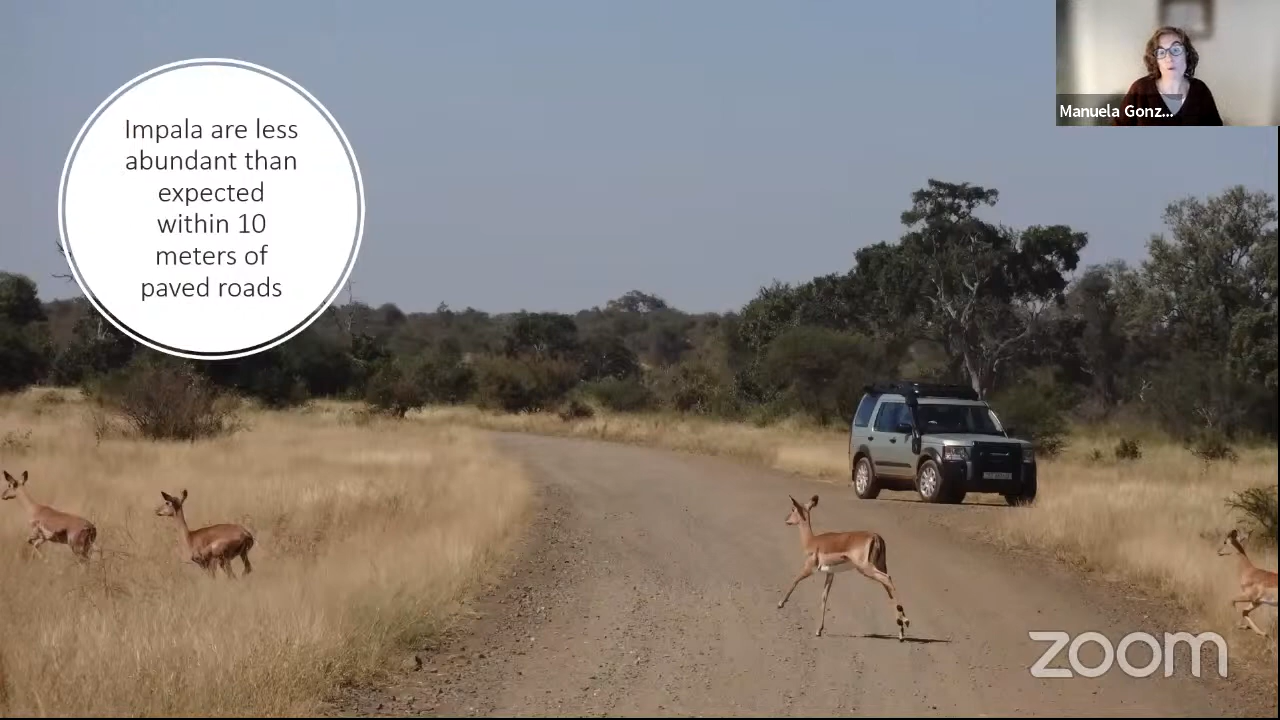 Impala are less
abundant than
expected
within 10
meters of
paved roads
Manuela Gonz...
zoom